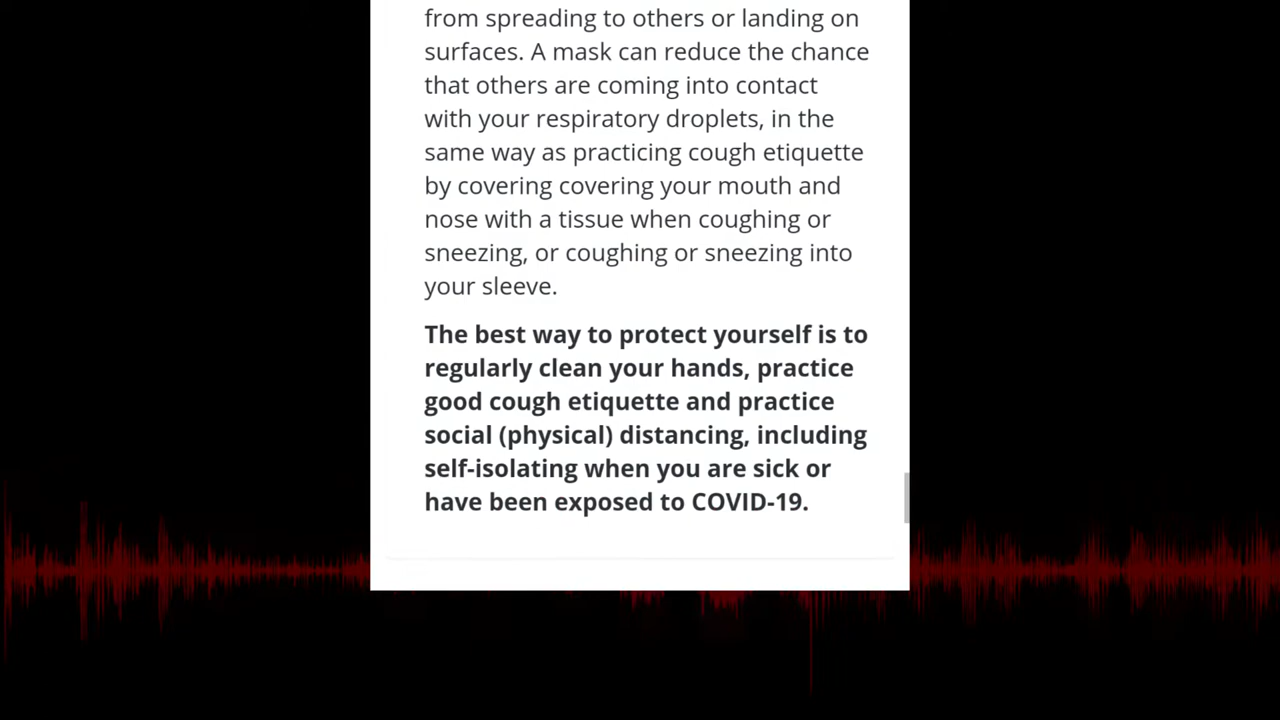 from spreading to others or landing on
surfaces. A mask can reduce the chance
that others are coming into contact
with your respiratory droplets, in the
same way as practicing cough etiquette
by covering covering your mouth and
nose with a tissue when coughing or
sneezing, or coughing or sneezing into
your sleeve.
The best way to protect yourself is to
regularly clean your hands, practice
good cough etiquette and practice
social (physical) distancing, including
self-isolating when you are sick or
have been exposed to COVID-19.